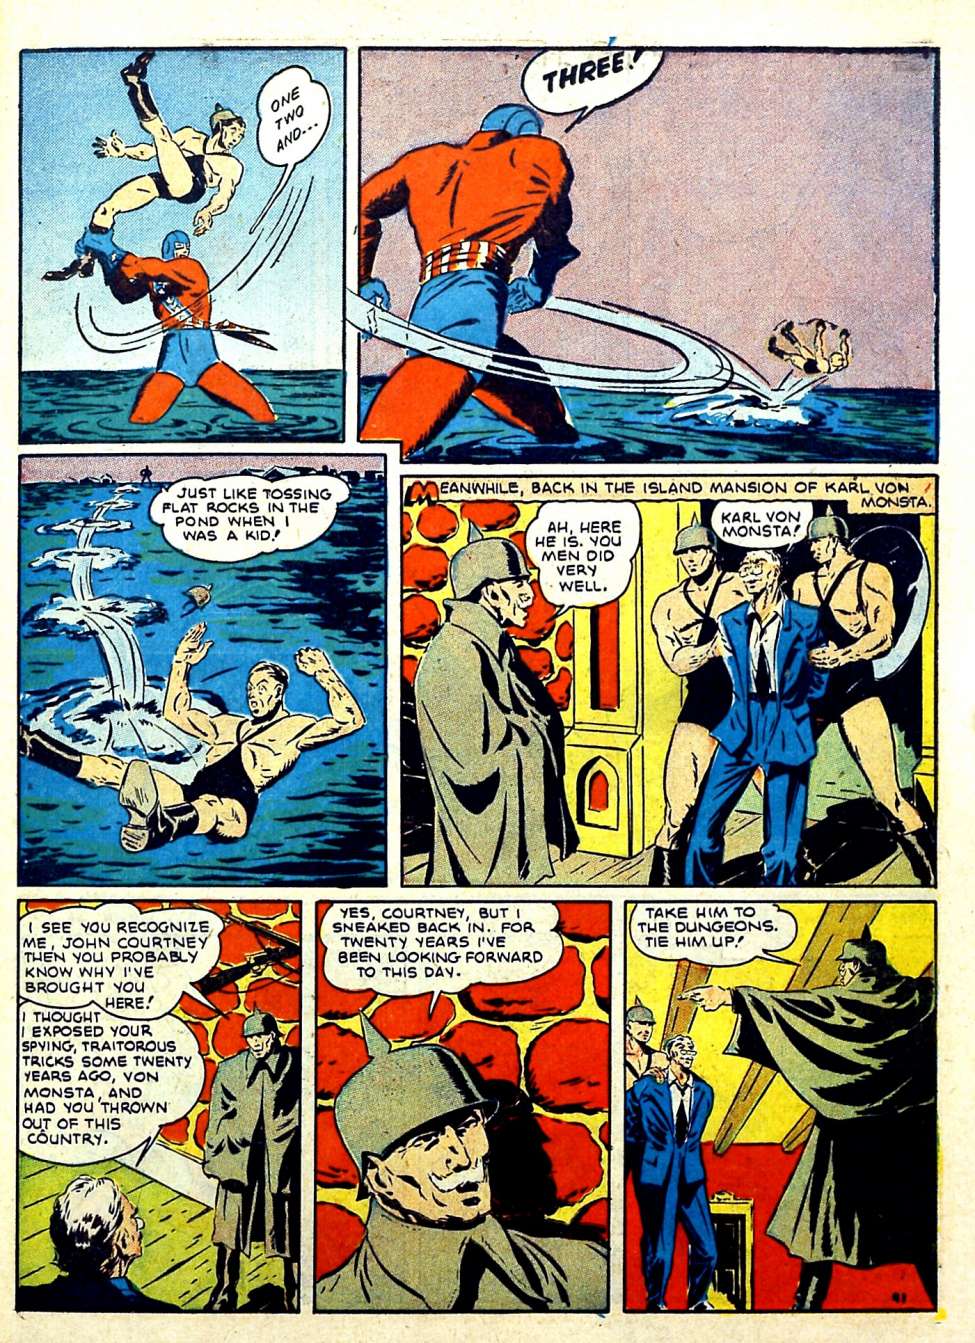 ONE
TWO
AND...
THREE!
JUST LIKE TOSSING
FLAT ROCKS IN THE
POND WHEN I
WAS A KID!
MEANWHILE, BACK IN THE ISLAND MANSION OF KARL VON
MONSTA.
AH, HERE
HE IS. YOU
MEN DID
VERY
WELL.
KARL VON
MONSTA!
I SEE YOU RECOGNIZE
ME, JOHN COURTNEY
THEN YOU PROBABLY
KNOW WHY I'VE
BROUGHT YOU
HERE!
I THOUGHT
I EXPOSED YOUR
SPYING, TRAITOROUS
TRICKS SOME TWENTY
YEARS AGO, VON
MONSTA, AND
HAD YOU THROWN
OUT OF THIS
COUNTRY.
YES, COURTNEY, BUT I
SNEAKED BACK IN. FOR
TWENTY YEARS I'VE
BEEN LOOKING FORWARD
TO THIS DAY.
TAKE HIM TO
THE DUNGEONS.
TIE HIM UP!